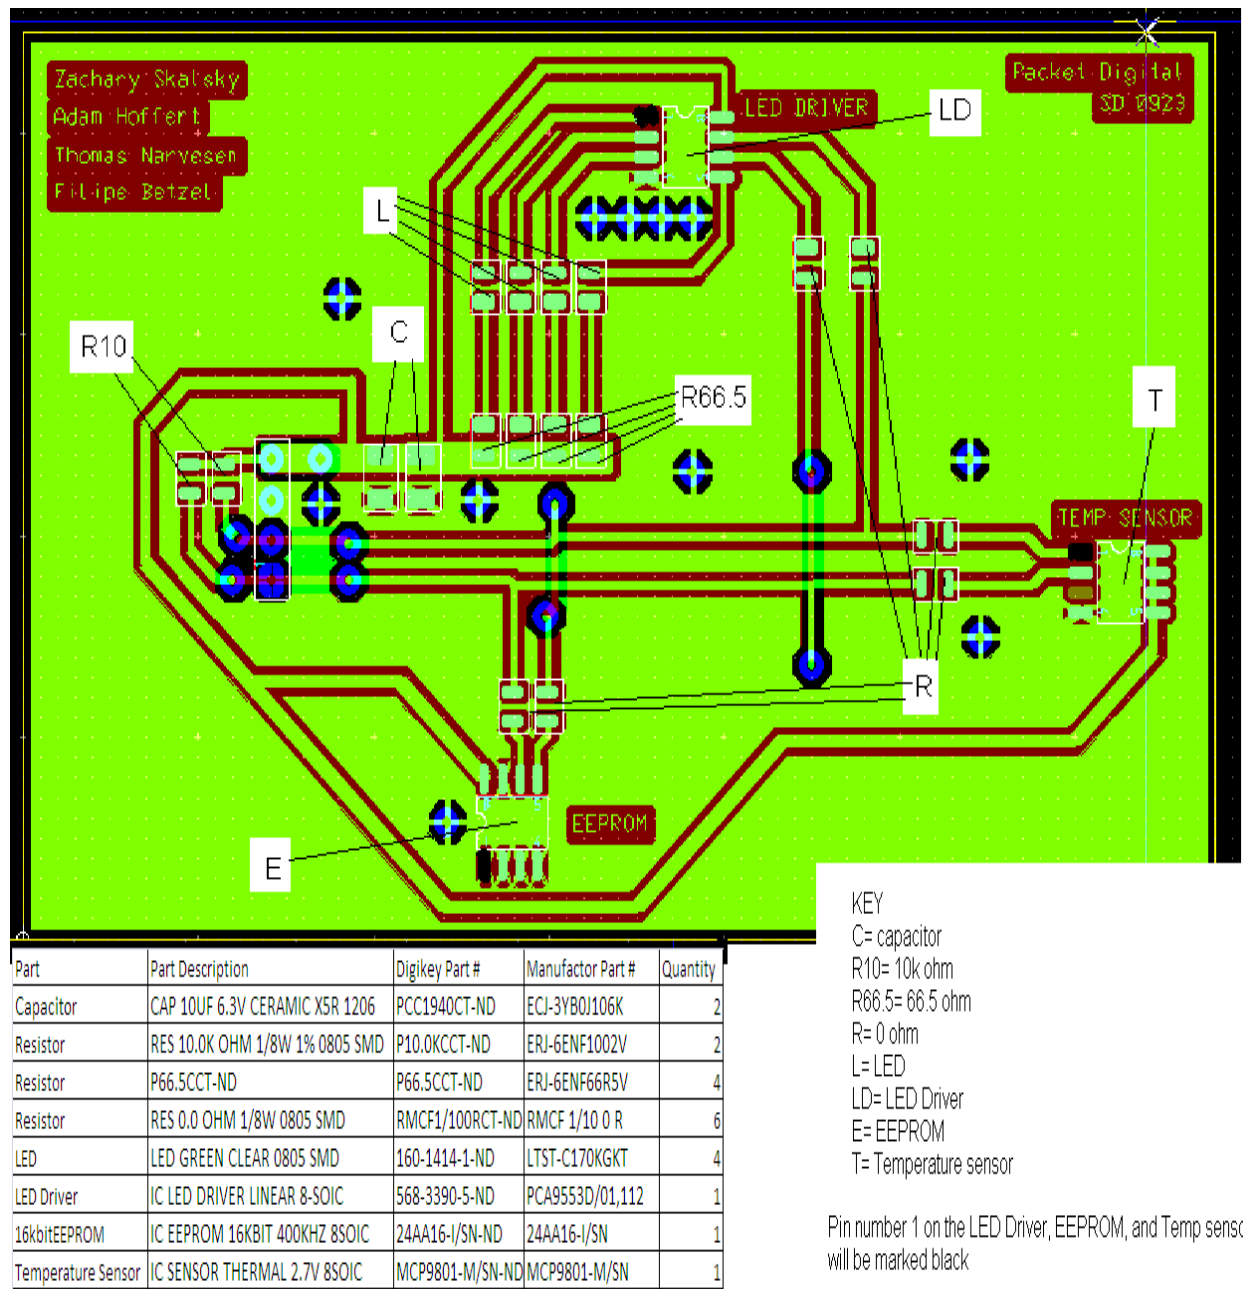 Zachary Skalsky
Adam Hoffert
Thomas Narvesen
Filipe Betzel
Packet Digital
SD 0923
LED DRIVER
LD
L
C
R10
R66.5
T
TEMP SENSOR
R
EEPROM
E
KEY
C= capacitor
R10= 10k ohm
R66.5= 66.5 ohm
R= 0 ohm
L= LED
LD= LED Driver
E= EEPROM
T= Temperature sensor
Pin number 1 on the LED Driver, EEPROM, and Temp senso
will be marked black
Part Part Description Digikey Part # Manufactor Part # Quantity
Capacitor CAP 10UF 6.3V CERAMIC X5R 1206 PCC1940CT-ND ECJ-3YB0J106K 2
Resistor RES 10.0K OHM 1/8W 1% 0805 SMD P10.0KCCT-ND ERJ-6ENF1002V 2
Resistor P66.5CCT-ND P66.5CCT-ND ERJ-6ENF66R5V 4
Resistor RES 0.0 OHM 1/8W 0805 SMD RMCF1/100RCT-ND RMCF 1/10 0 R 6
LED LED GREEN CLEAR 0805 SMD 160-1414-1-ND LTST-C170KGKT 4
LED Driver IC LED DRIVER LINEAR 8-SOIC 568-3390-5-ND PCA9553D/01,112 1
16kbitEEPROM IC EEPROM 16KBIT 400KHZ 8SOIC 24AA16-I/SN-ND 24AA16-I/SN 1
Temperature Sensor IC SENSOR THERMAL 2.7V 8SOIC MCP9801-M/SN-ND MCP9801-M/SN 1